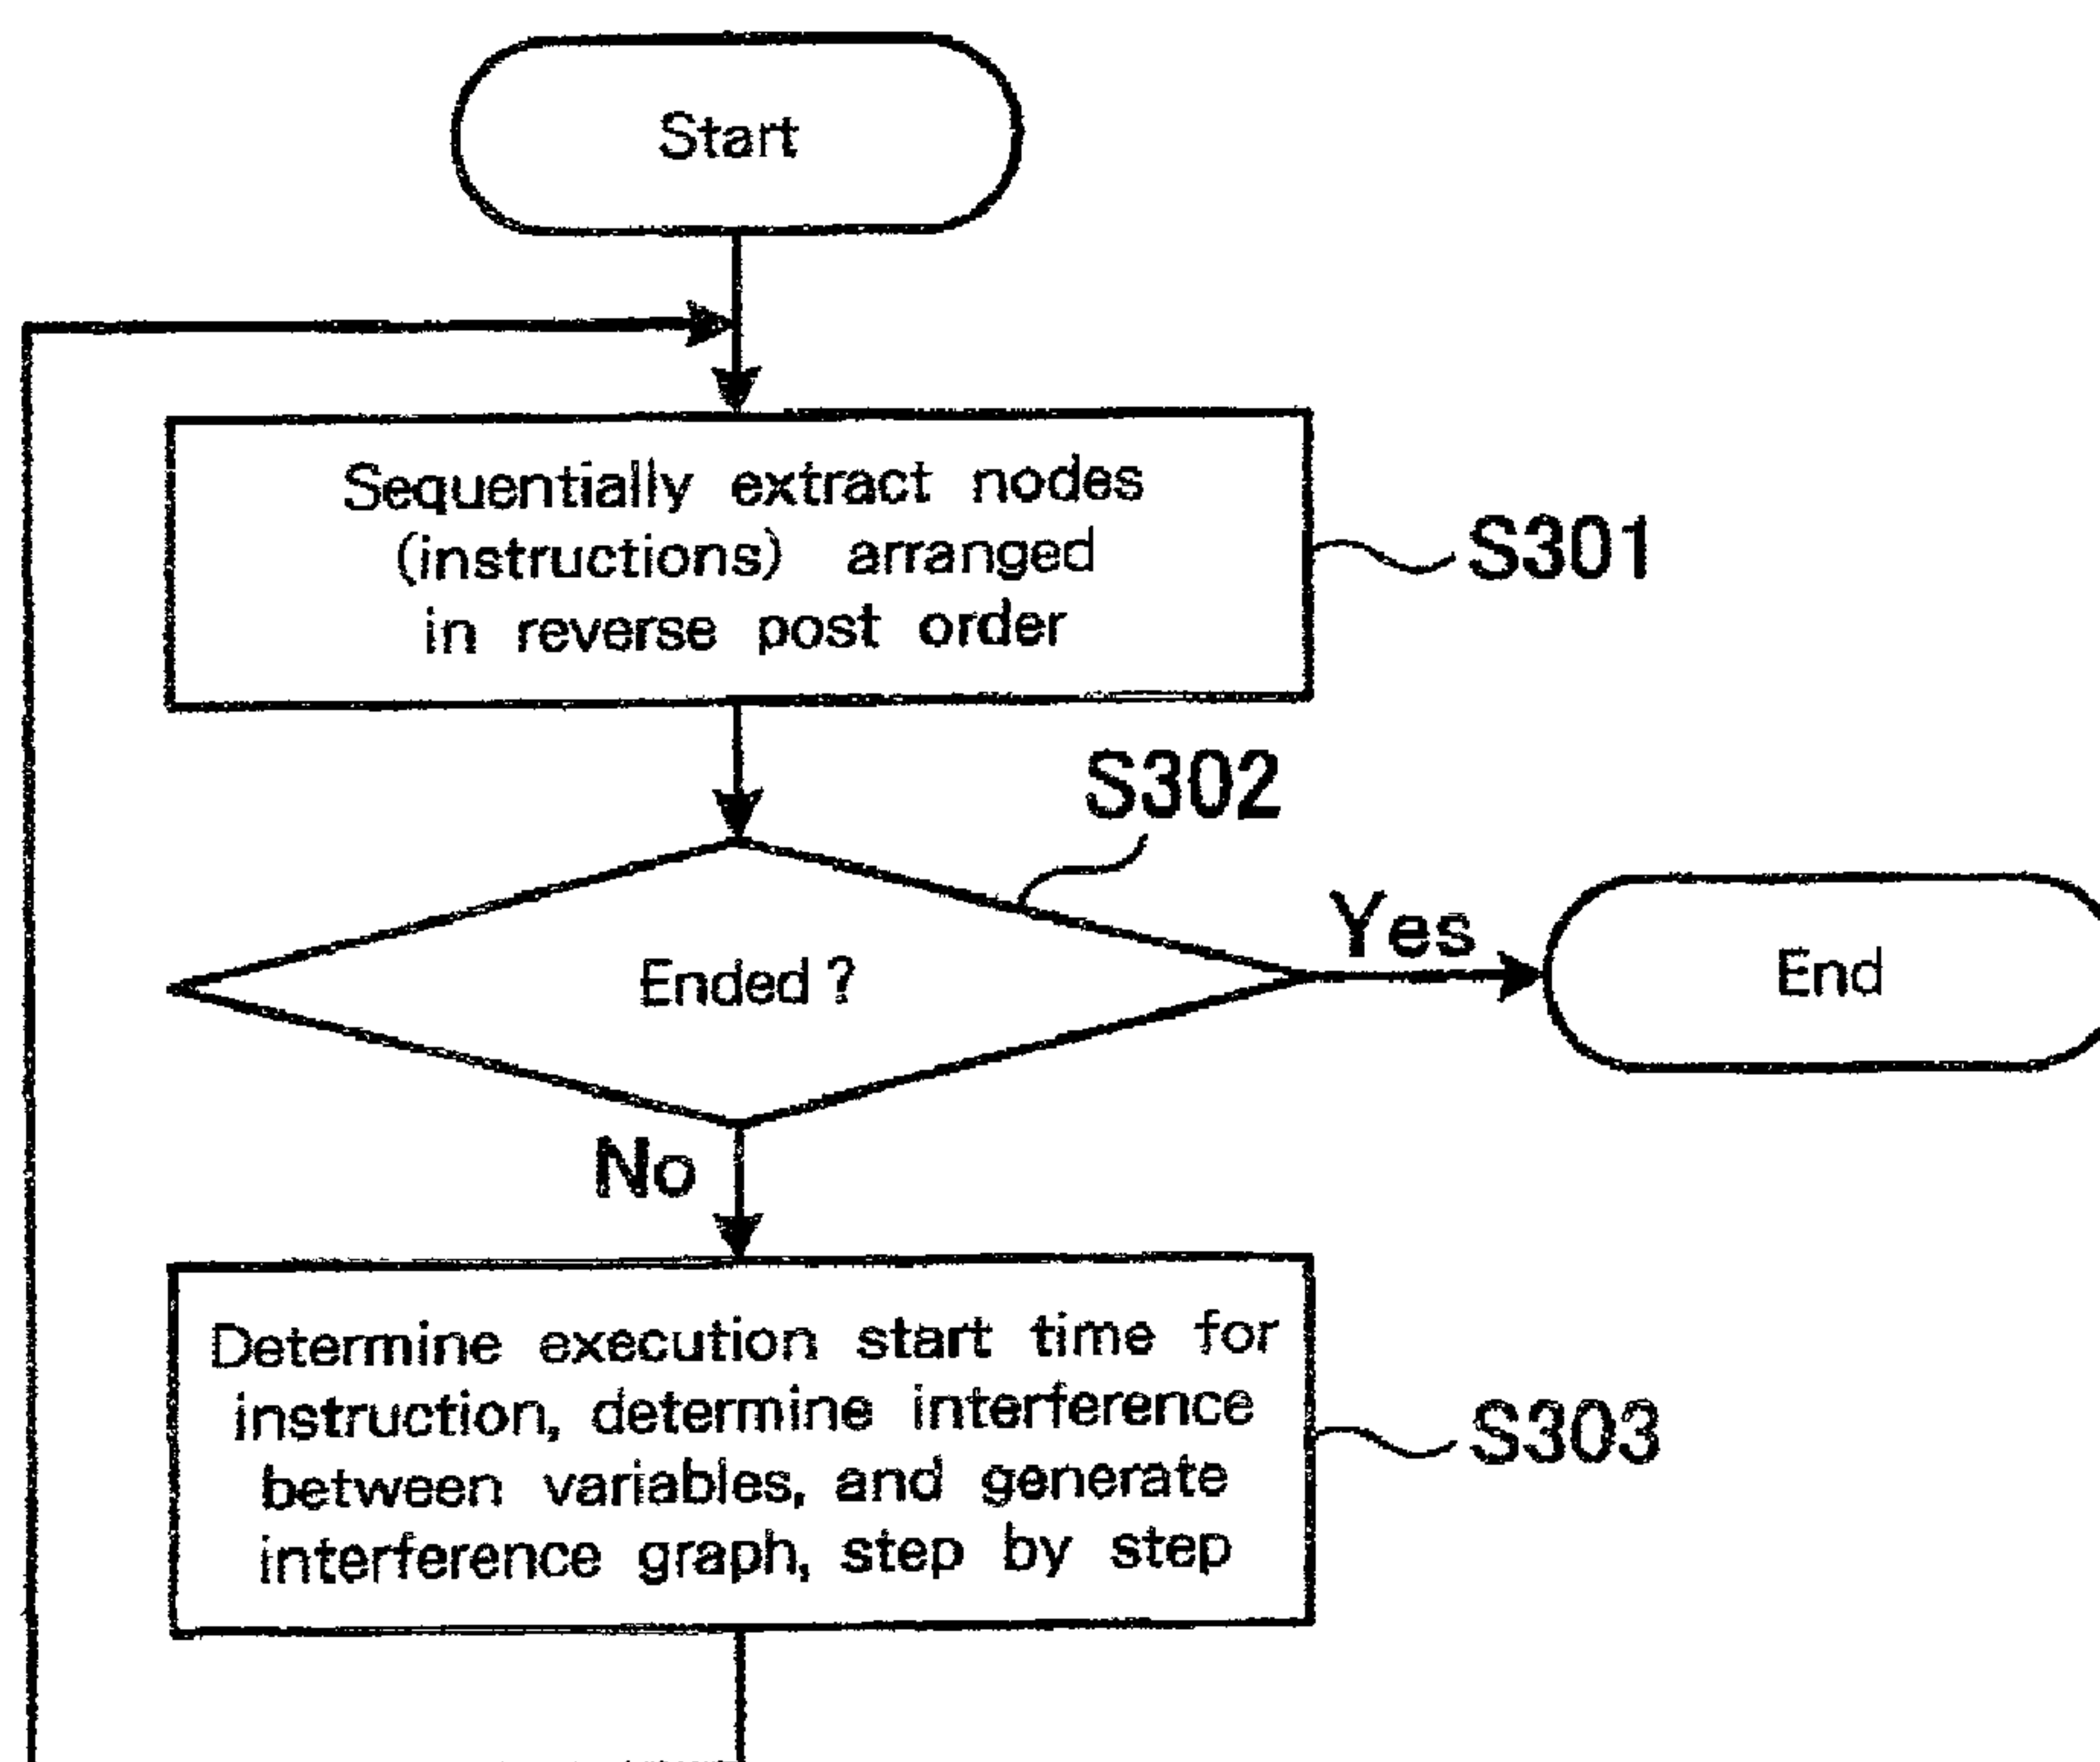 Start
Sequentially extract nodes
(instructions) arranged
in reverse post order
S301
S302
Ended?
Yes
End
No
Determine execution start time for
instruction, determine interference
between variables, and generate
interference graph, step by step
S303